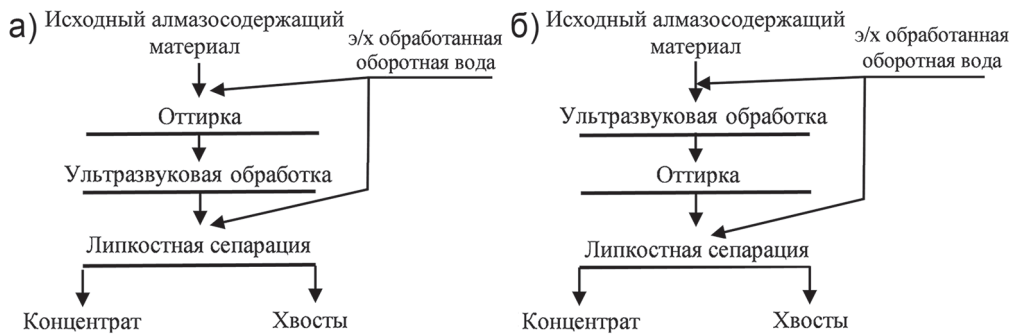 а)
Исходный алмазосодержащий
материал
э/х обработанная
оборотная вода
Оттирка
Ультразвуковая обработка
Липкостная сепарация
Концентрат
Хвосты
б)
Исходный алмазосодержащий
материал
э/х обработанная
оборотная вода
Ультразвуковая обработка
Оттирка
Липкостная сепарация
Концентрат
Хвосты